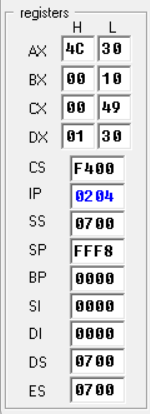 registers
H L
AX 4C 30
BX 00 10
CX 00 49
DX 01 30
CS F400
IP 0204
SS 0700
SP FFF8
BP 0000
SI 0000
DI 0000
DS 0700
ES 0700